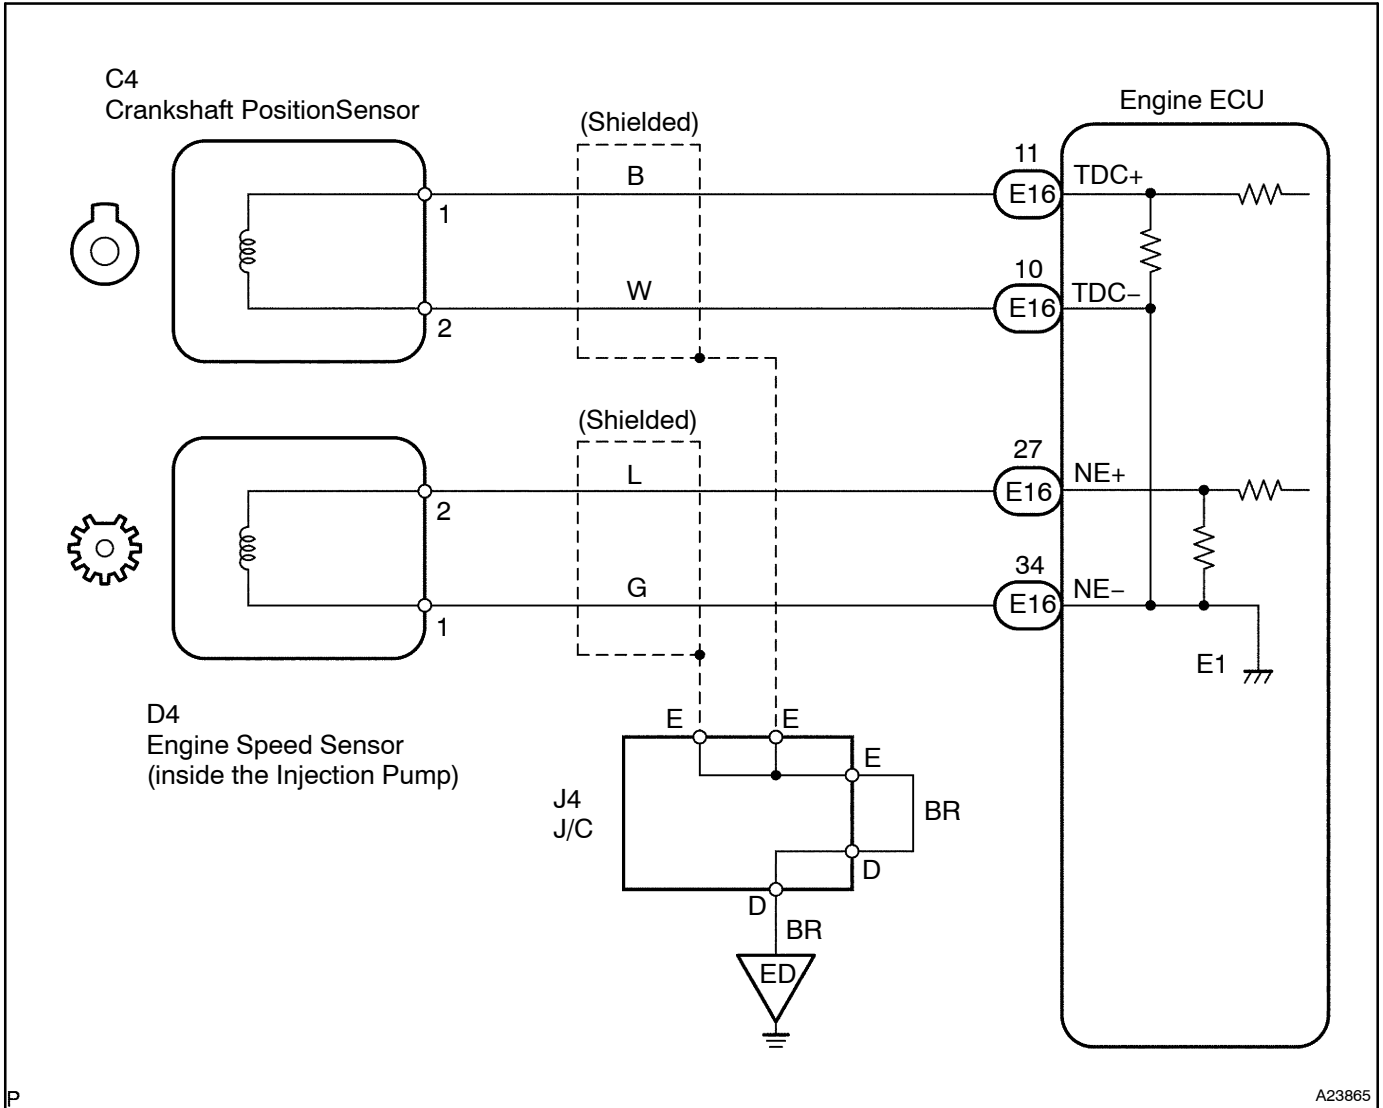 C4
Crankshaft PositionSensor
Engine ECU
(Shielded)
B
11
E16
TDC+
1
W
10
E16
TDC−
2
(Shielded)
L
27
E16
NE+
2
G
34
E16
NE−
1
E1
D4
Engine Speed Sensor
(inside the Injection Pump)
E
E
E
J4
J/C
BR
D
D
BR
ED
P
A23865